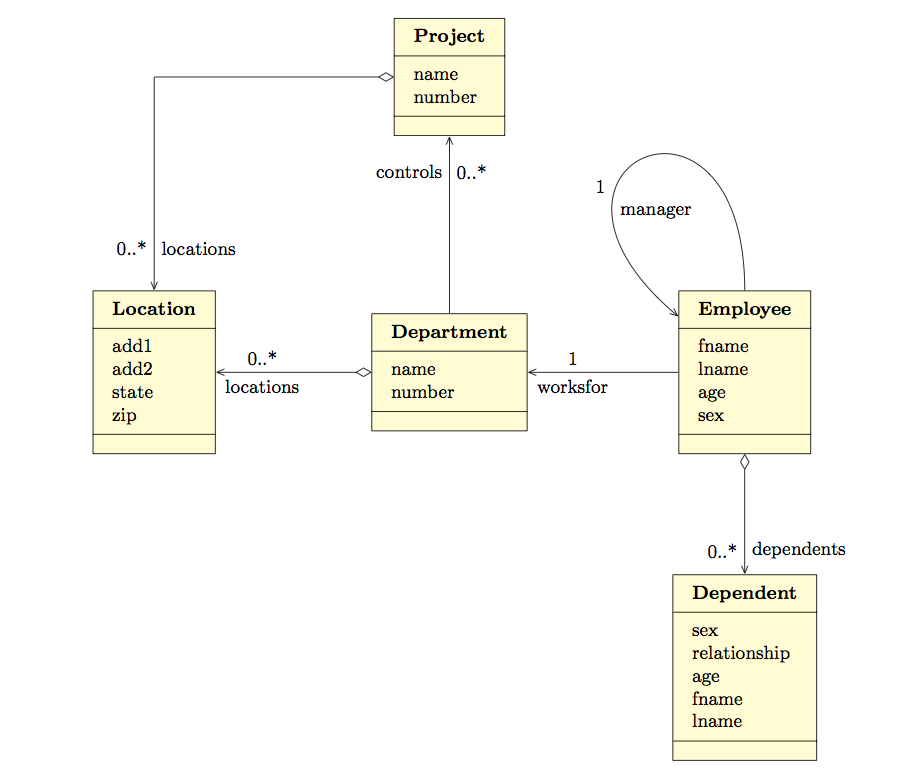 Project
name
number
controls 0..*
1
manager
0..* locations
Location
add1
add2
state
zip
0..*
locations
Department
name
number
1
worksfor
Employee
fname
lname
age
sex
0..* dependents
Dependent
sex
relationship
age
fname
lname